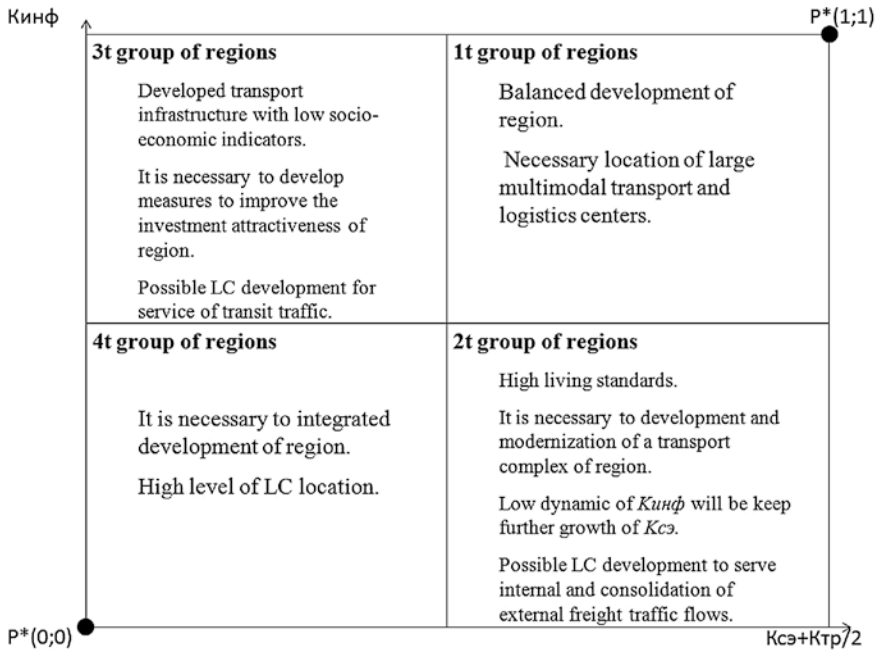 Кинф
P*(1;1)
3t group of regions
Developed transport
infrastructure with low socio-
economic indicators.
It is necessary to develop
measures to improve the
investment attractiveness of
region.
Possible LC development for
service of transit traffic.
1t group of regions
Balanced development of
region.
Necessary location of large
multimodal transport and
logistics centers.
4t group of regions
It is necessary to integrated
development of region.
High level of LC location.
2t group of regions
High living standards.
It is necessary to development and
modernization of a transport
complex of region.
Low dynamic of Кинф will be keep
further growth of Ксэ.
Possible LC development to serve
internal and consolidation of
external freight traffic flows.
P*(0;0)
Ксэ+Ктр/2